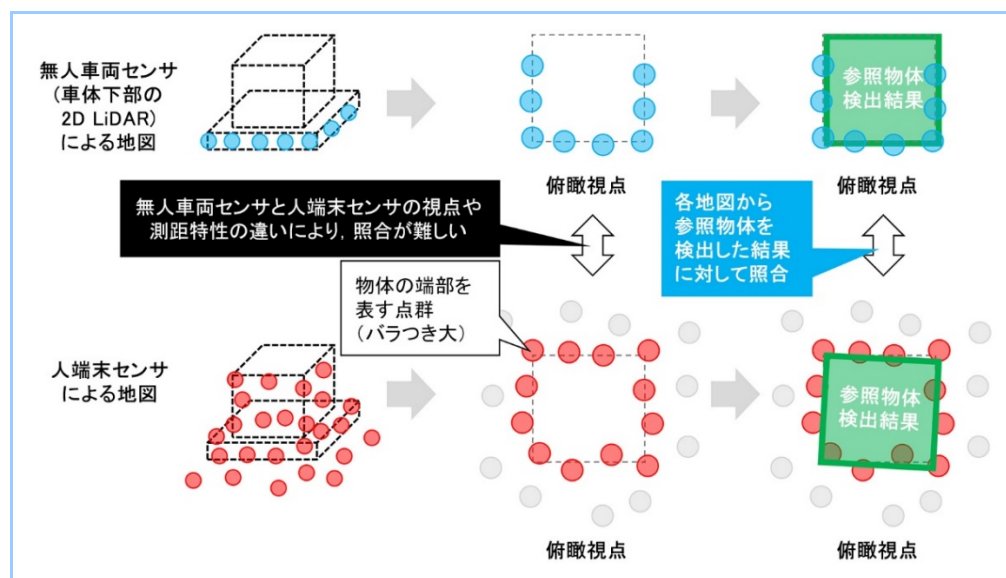 無人車両センサ
(車体下部の
2D LiDAR)
による地図
俯瞰視点
参照物体
検出結果
俯瞰視点
無人車両センサと人端末センサの視点や
測距特性の違いにより，照合が難しい
各地図から
参照物体を
検出した結果
に対して照合
物体の端部を
表す点群
(バラつき大)
人端末センサ
による地図
参照物体
検出結果
俯瞰視点
俯瞰視点